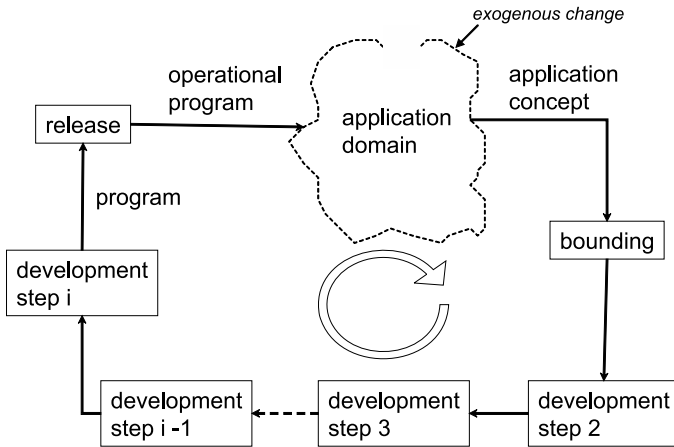 exogenous change
operational
program
application
concept
release
application
domain
program
bounding
development
step i
development
step i -1
development
step 3
development
step 2